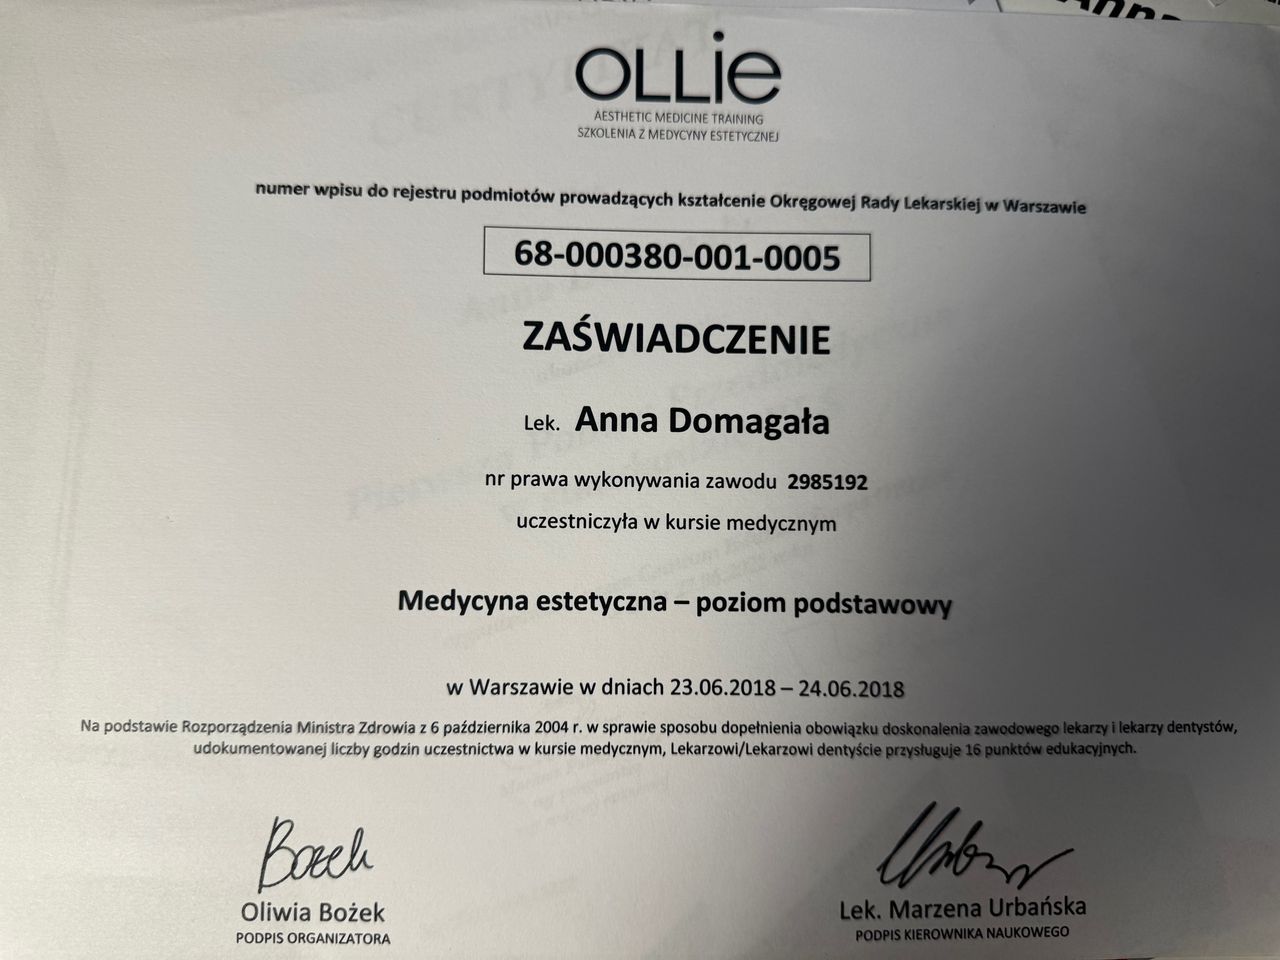 OLLie
AESTHETIC MEDICINE TRAINING
SZKOLENIA Z MEDYCYNY ESTETYCZNEJ
numer wpisu do rejestru podmiotów prowadzących kształcenie Okręgowej Rady Lekarskiej w Warszawie
68-000380-001-0005
ZAŚWIADCZENIE
Lek. Anna Domagała
nr prawa wykonywania zawodu 2985192
uczestniczyła w kursie medycznym
Medycyna estetyczna – poziom podstawowy
w Warszawie w dniach 23.06.2018 – 24.06.2018
Na podstawie Rozporządzenia Ministra Zdrowia z 6 października 2004 r. w sprawie sposobu dopełnienia obowiązku doskonalenia zawodowego lekarzy i lekarzy dentystów,
udokumentowanej liczby godzin uczestnictwa w kursie medycznym, Lekarzowi/Lekarzowi dentyście przysługuje 16 punktów edukacyjnych.
Bozek
Oliwia Bożek
PODPIS ORGANIZATORA
Lek. Marzena Urbańska
PODPIS KIEROWNIKA NAUKOWEGO